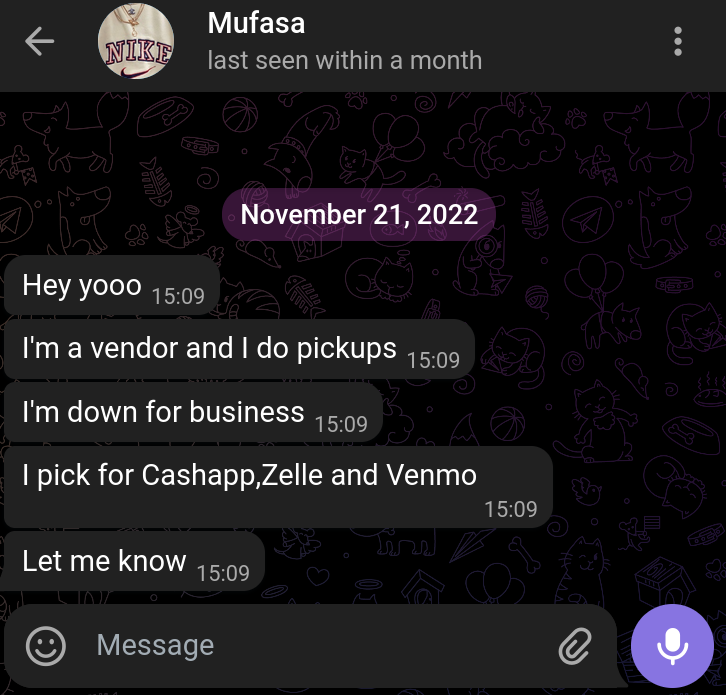 Mufasa
last seen within a month
NIKE
November 21, 2022
Hey yooo 15:09
I'm a vendor and I do pickups 15:09
I'm down for business 15:09
I pick for Cashapp,Zelle and Venmo
15:09
Let me know 15:09
Message